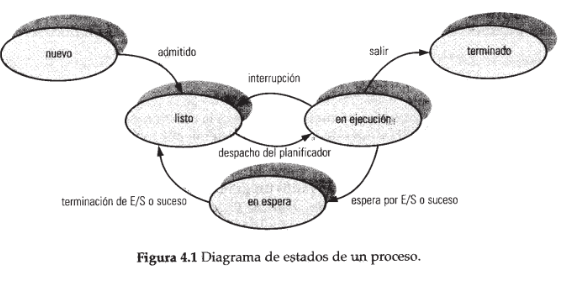 nuevo
admitido
salir
terminado
interrupción
listo
en ejecución
despacho del planificador
terminación de E/S o suceso
en espera
espera por E/S o suceso
Figura 4.1 Diagrama de estados de un proceso.